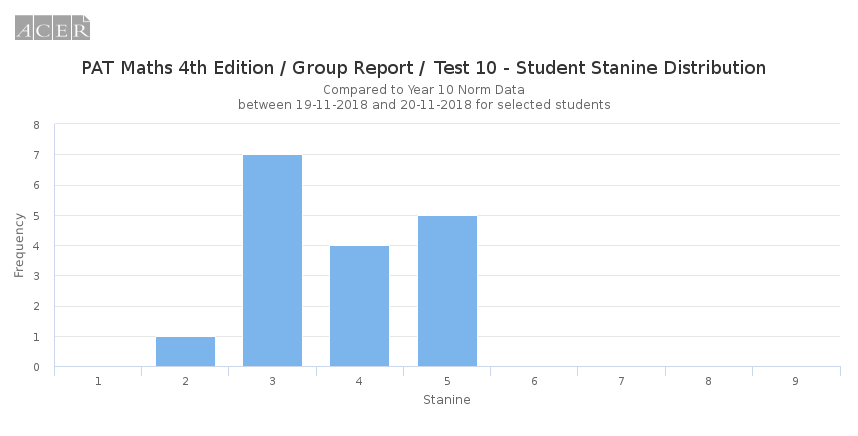 ACER
PAT Maths 4th Edition / Group Report / Test 10 - Student Stanine Distribution
Compared to Year 10 Norm Data
between 19-11-2018 and 20-11-2018 for selected students
8
7
6
5
4
3
2
1
0
Frequency
1 2 3 4 5 6 7 8 9
Stanine